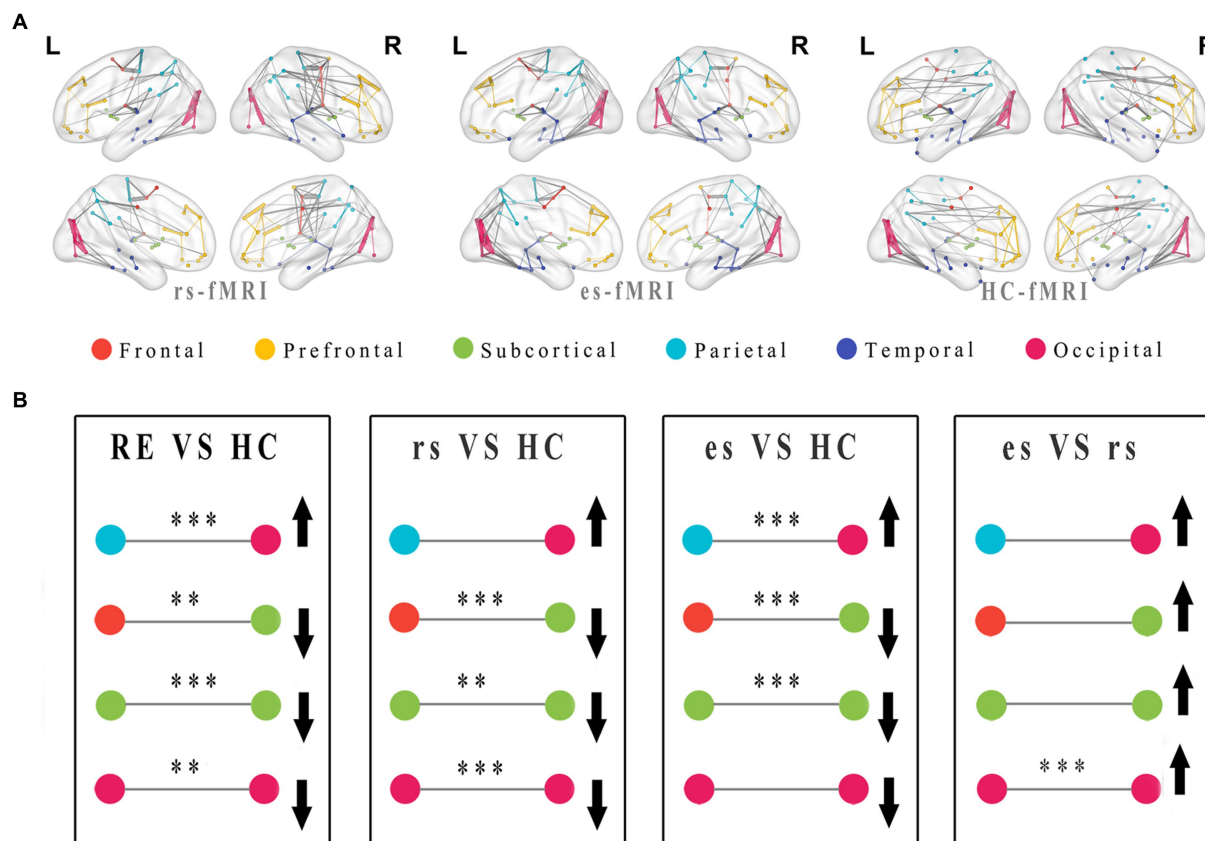 A
L R L R L R
rs-fMRI es-fMRI HC-fMRI
Frontal Prefrontal Subcortical Parietal Temporal Occipital
B
RE VS HC rs VS HC es VS HC es VS rs
*** ***
** *** ***
*** ** ***
** *** ***